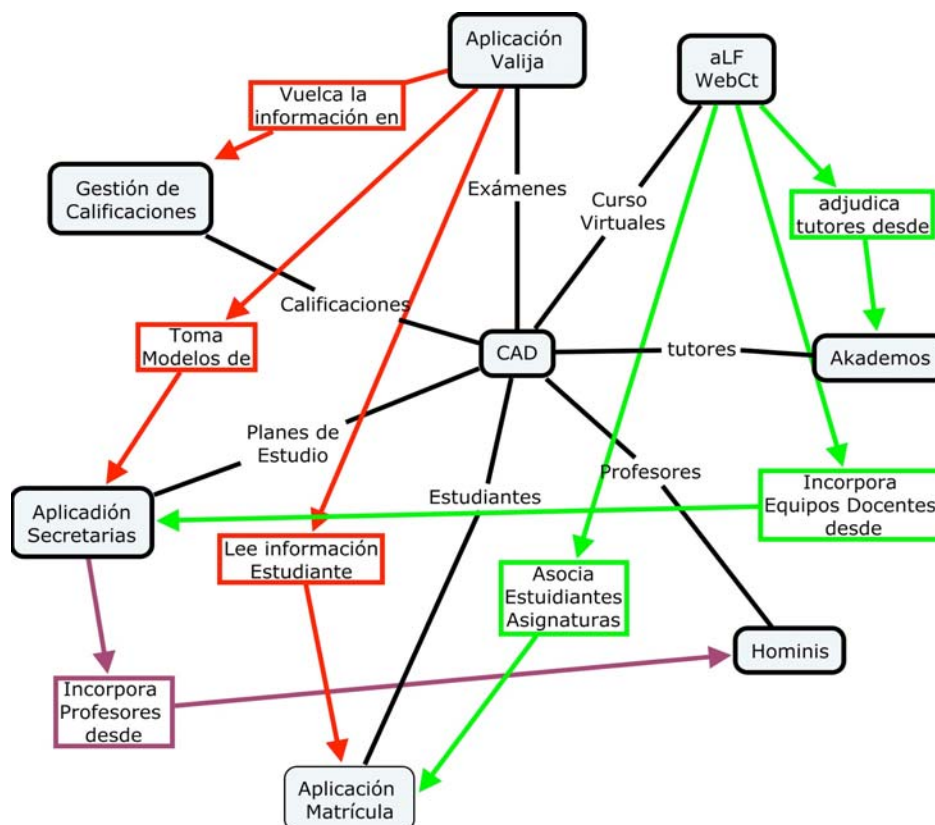 Aplicación
Valija
aLF
WebCt
Vuelca la
información en
Gestión de
Calificaciones
Exámenes
Curso
Virtuales
adjudica
tutores desde
Calificaciones
Toma
Modelos de
CAD
tutores
Akademos
Planes de
Estudio
Estudiantes
Profesores
Incorpora
Equipos Docentes
desde
Aplicadión
Secretarias
Lee información
Estudiante
Asocia
Estuidiantes
Asignaturas
Hominis
Incorpora
Profesores
desde
Aplicación
Matrícula